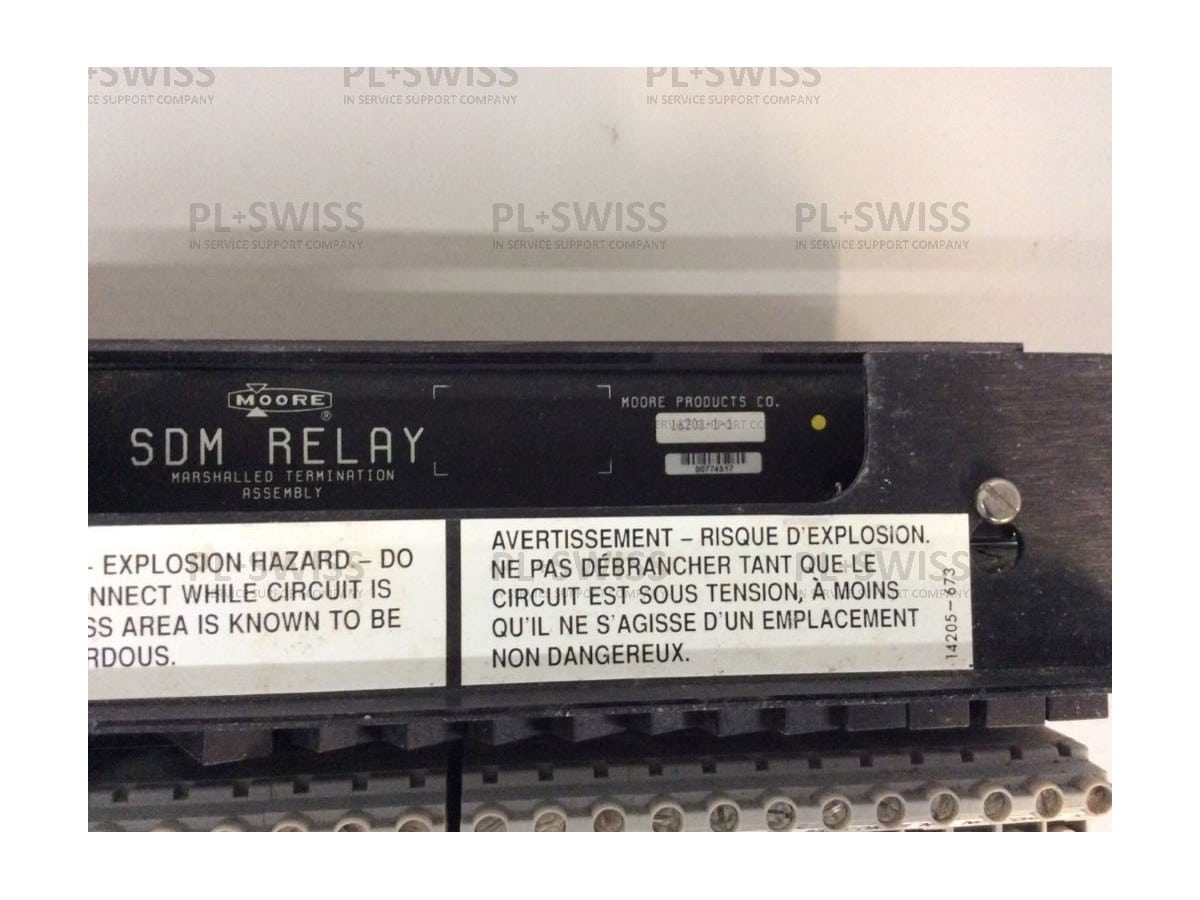 +SWISS PL+SWISS PL+SWISS
CE SUPPORT COMPANY IN SERVICE SUPPORT COMPANY IN SERVICE SUPPORT COMPANY
PL+SWISS PL+SWISS PL+SWISS
IN SERVICE SUPPORT COMPANY IN SERVICE SUPPORT COMPANY IN SERVICE SUPPORT COMPANY
MOORE
®
SDM RELAY
MARSHALLED TERMINATION
ASSEMBLY
MOORE PRODUCTS CO.
- EXPLOSION HAZARD - DO
NNECT WHILE CIRCUIT IS
SS AREA IS KNOWN TO BE
RDOUS.
AVERTISSEMENT - RISQUE D'EXPLOSION.
NE PAS DÉBRANCHER TANT QUE LE
CIRCUIT EST SOUS TENSION, À MOINS
QU'IL NE S'AGISSE D'UN EMPLACEMENT
NON DANGEREUX.
14205-673